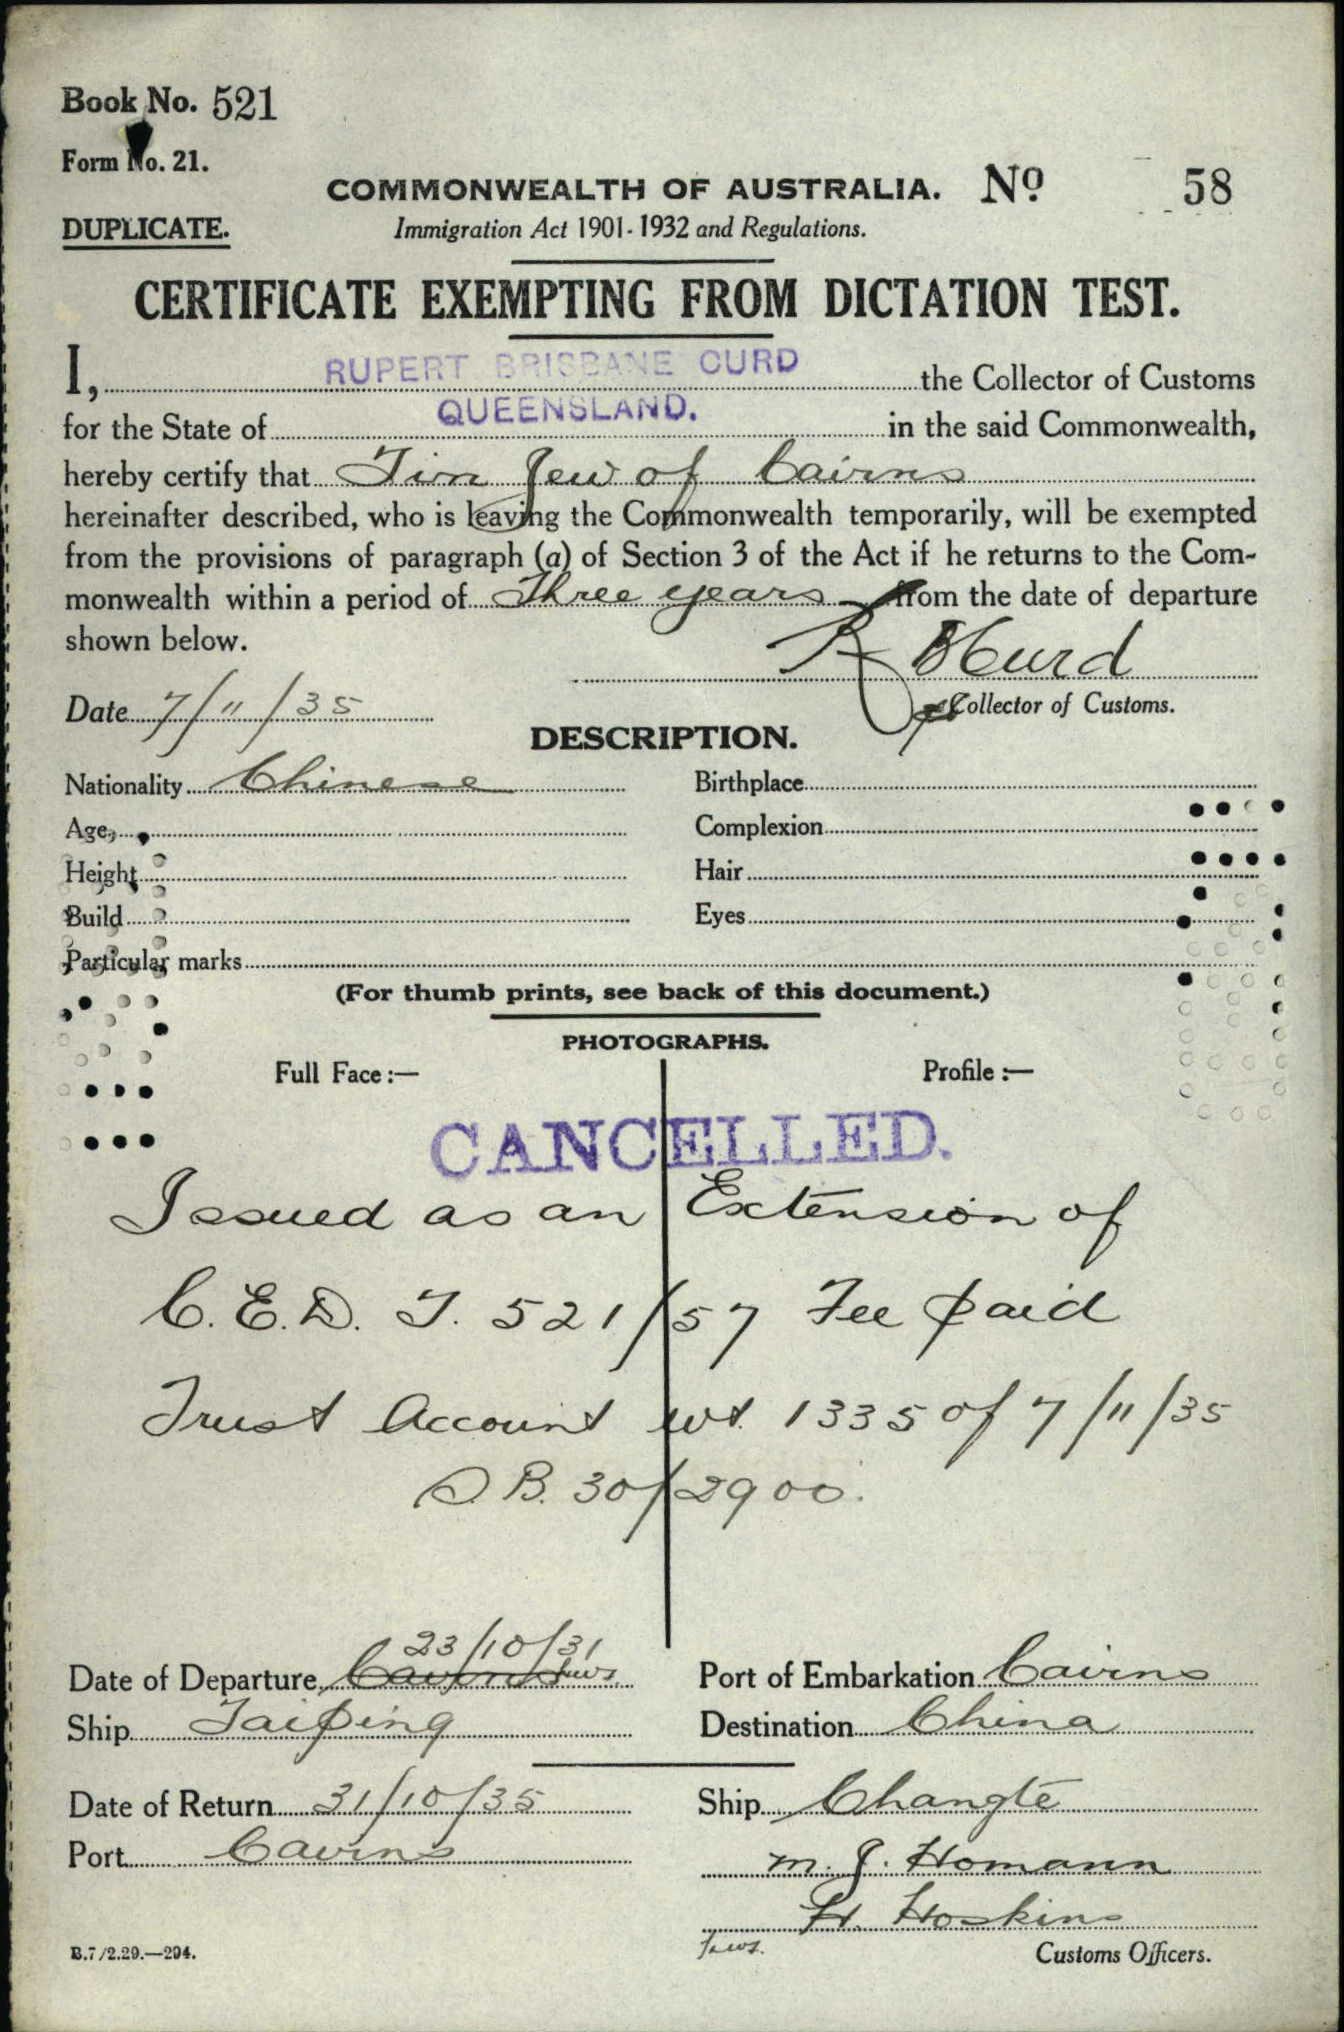 Book No. 521
Form No. 21.
COMMONWEALTH OF AUSTRALIA. No 58
DUPLICATE.
Immigration Act 1901-1932 and Regulations.
CERTIFICATE EXEMPTING FROM DICTATION TEST.
I, RUPERT BRISBANE CURD the Collector of Customs
for the State of QUEENSLAND. in the said Commonwealth,
hereby certify that Tim Jew of Cairns
hereinafter described, who is leaving the Commonwealth temporarily, will be exempted
from the provisions of paragraph (a) of Section 3 of the Act if he returns to the Com-
monwealth within a period of Three years from the date of departure
shown below.
R B Curd
Date 7/11/35 Collector of Customs.
DESCRIPTION.
Nationality Chinese Birthplace
Age, Complexion
Height Hair
Build Eyes
Particular marks
(For thumb prints, see back of this document.)
PHOTOGRAPHS.
Full Face:— Profile:—
CANCELLED.
Issued as an Extension of
C. E. D. T. 521/57 Fee paid
Trust Account 1335 of 7/11/35
S. B. 30/2900.
23/10/31
Date of Departure Cairns Port of Embarkation Cairns
Ship Taiping Destination China
Date of Return 31/10/35 Ship Changte
Port Cairns M. J. Homann
H. Hoskins
B.7/2.29.—294. Customs Officers.